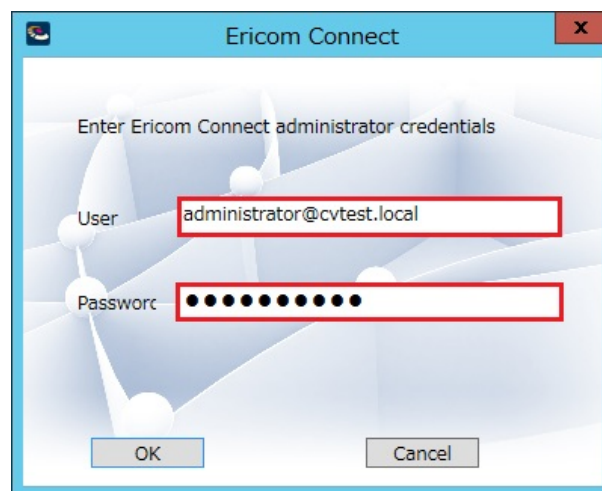 Ericom Connect
x
Enter Ericom Connect administrator credentials
User
administrator@cvtest.local
Passworc
●●●●●●●●●●
OK
Cancel